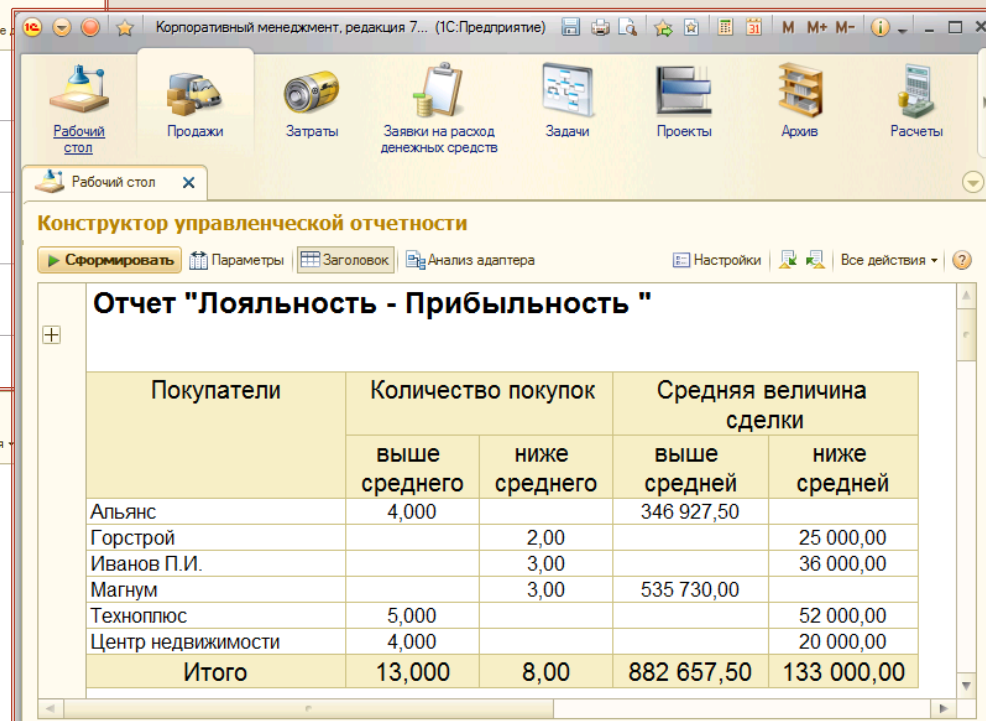 Корпоративный менеджмент, редакция 7... (1С:Предприятие)
M M+ M-
Рабочий стол
Продажи
Затраты
Заявки на расход денежных средств
Задачи
Проекты
Архив
Расчеты
Рабочий стол
Конструктор управленческой отчетности
Сформировать Параметры Заголовок Анализ адаптера Настройки Все действия
Отчет "Лояльность - Прибыльность "
Покупатели Количество покупок Средняя величина сделки
выше среднего ниже среднего выше средней ниже средней
Альянс 4,000 346 927,50
Горстрой 2,00 25 000,00
Иванов П.И. 3,00 36 000,00
Магнум 3,00 535 730,00
Техноплюс 5,000 52 000,00
Центр недвижимости 4,000 20 000,00
Итого 13,000 8,00 882 657,50 133 000,00